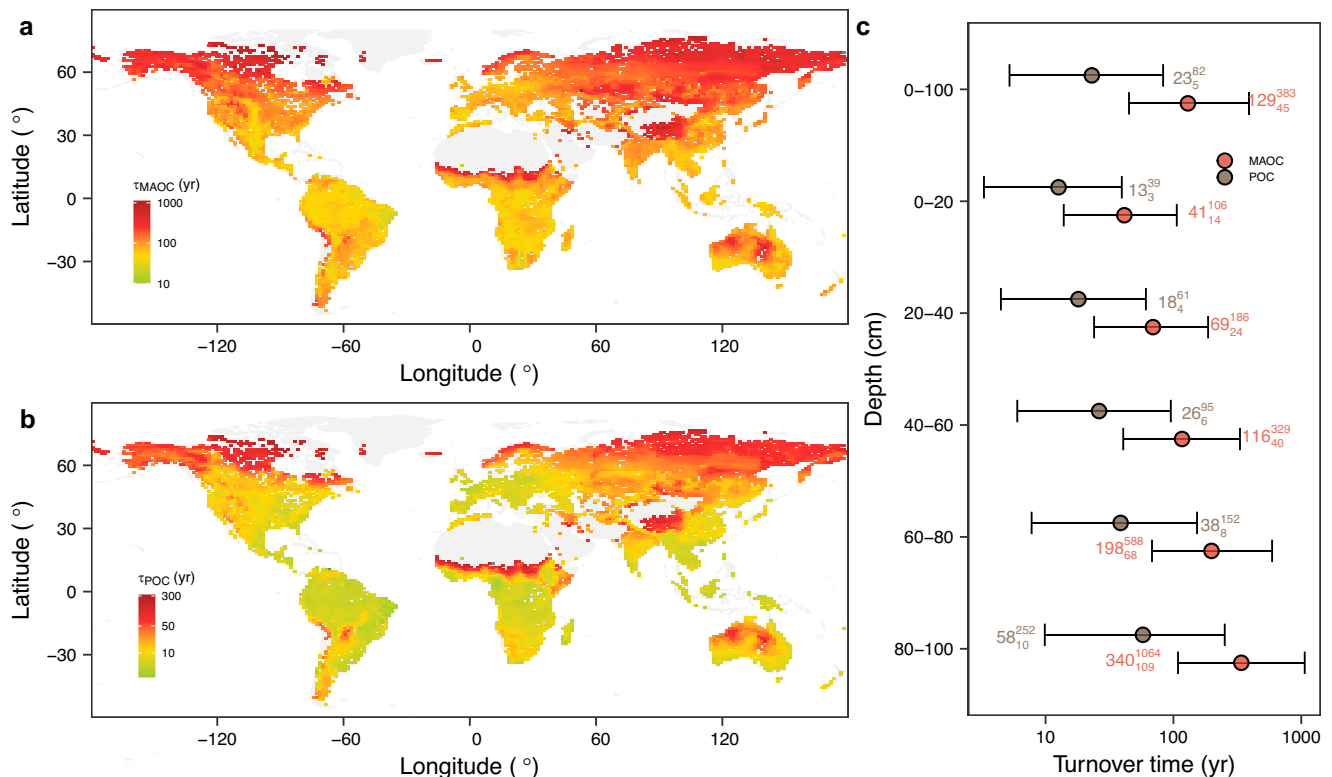 a
Latitude (°)
60
30
0
−30
τMAOC (yr)
1000
100
10
−120
−60
0
60
120
Longitude (°)
b
Latitude (°)
60
30
0
−30
τPOC (yr)
300
50
10
−120
−60
0
60
120
Longitude (°)
c
Depth (cm)
0−100
23 82 5
129 383 45
MAOC
POC
0−20
13 39 3
41 106 14
20−40
18 61 4
69 186 24
40−60
26 95 6
116 329 40
60−80
38 152 8
198 588 68
80−100
58 252 10
340 1064 109
10
100
1000
Turnover time (yr)